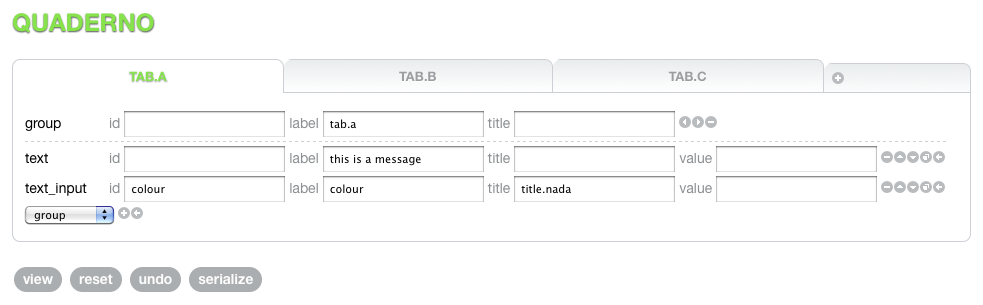 QUADERNO
TAB.A TAB.B TAB.C
group id label tab.a title
text id label this is a message title value
text_input id colour label colour title title.nada value
group
view reset undo serialize